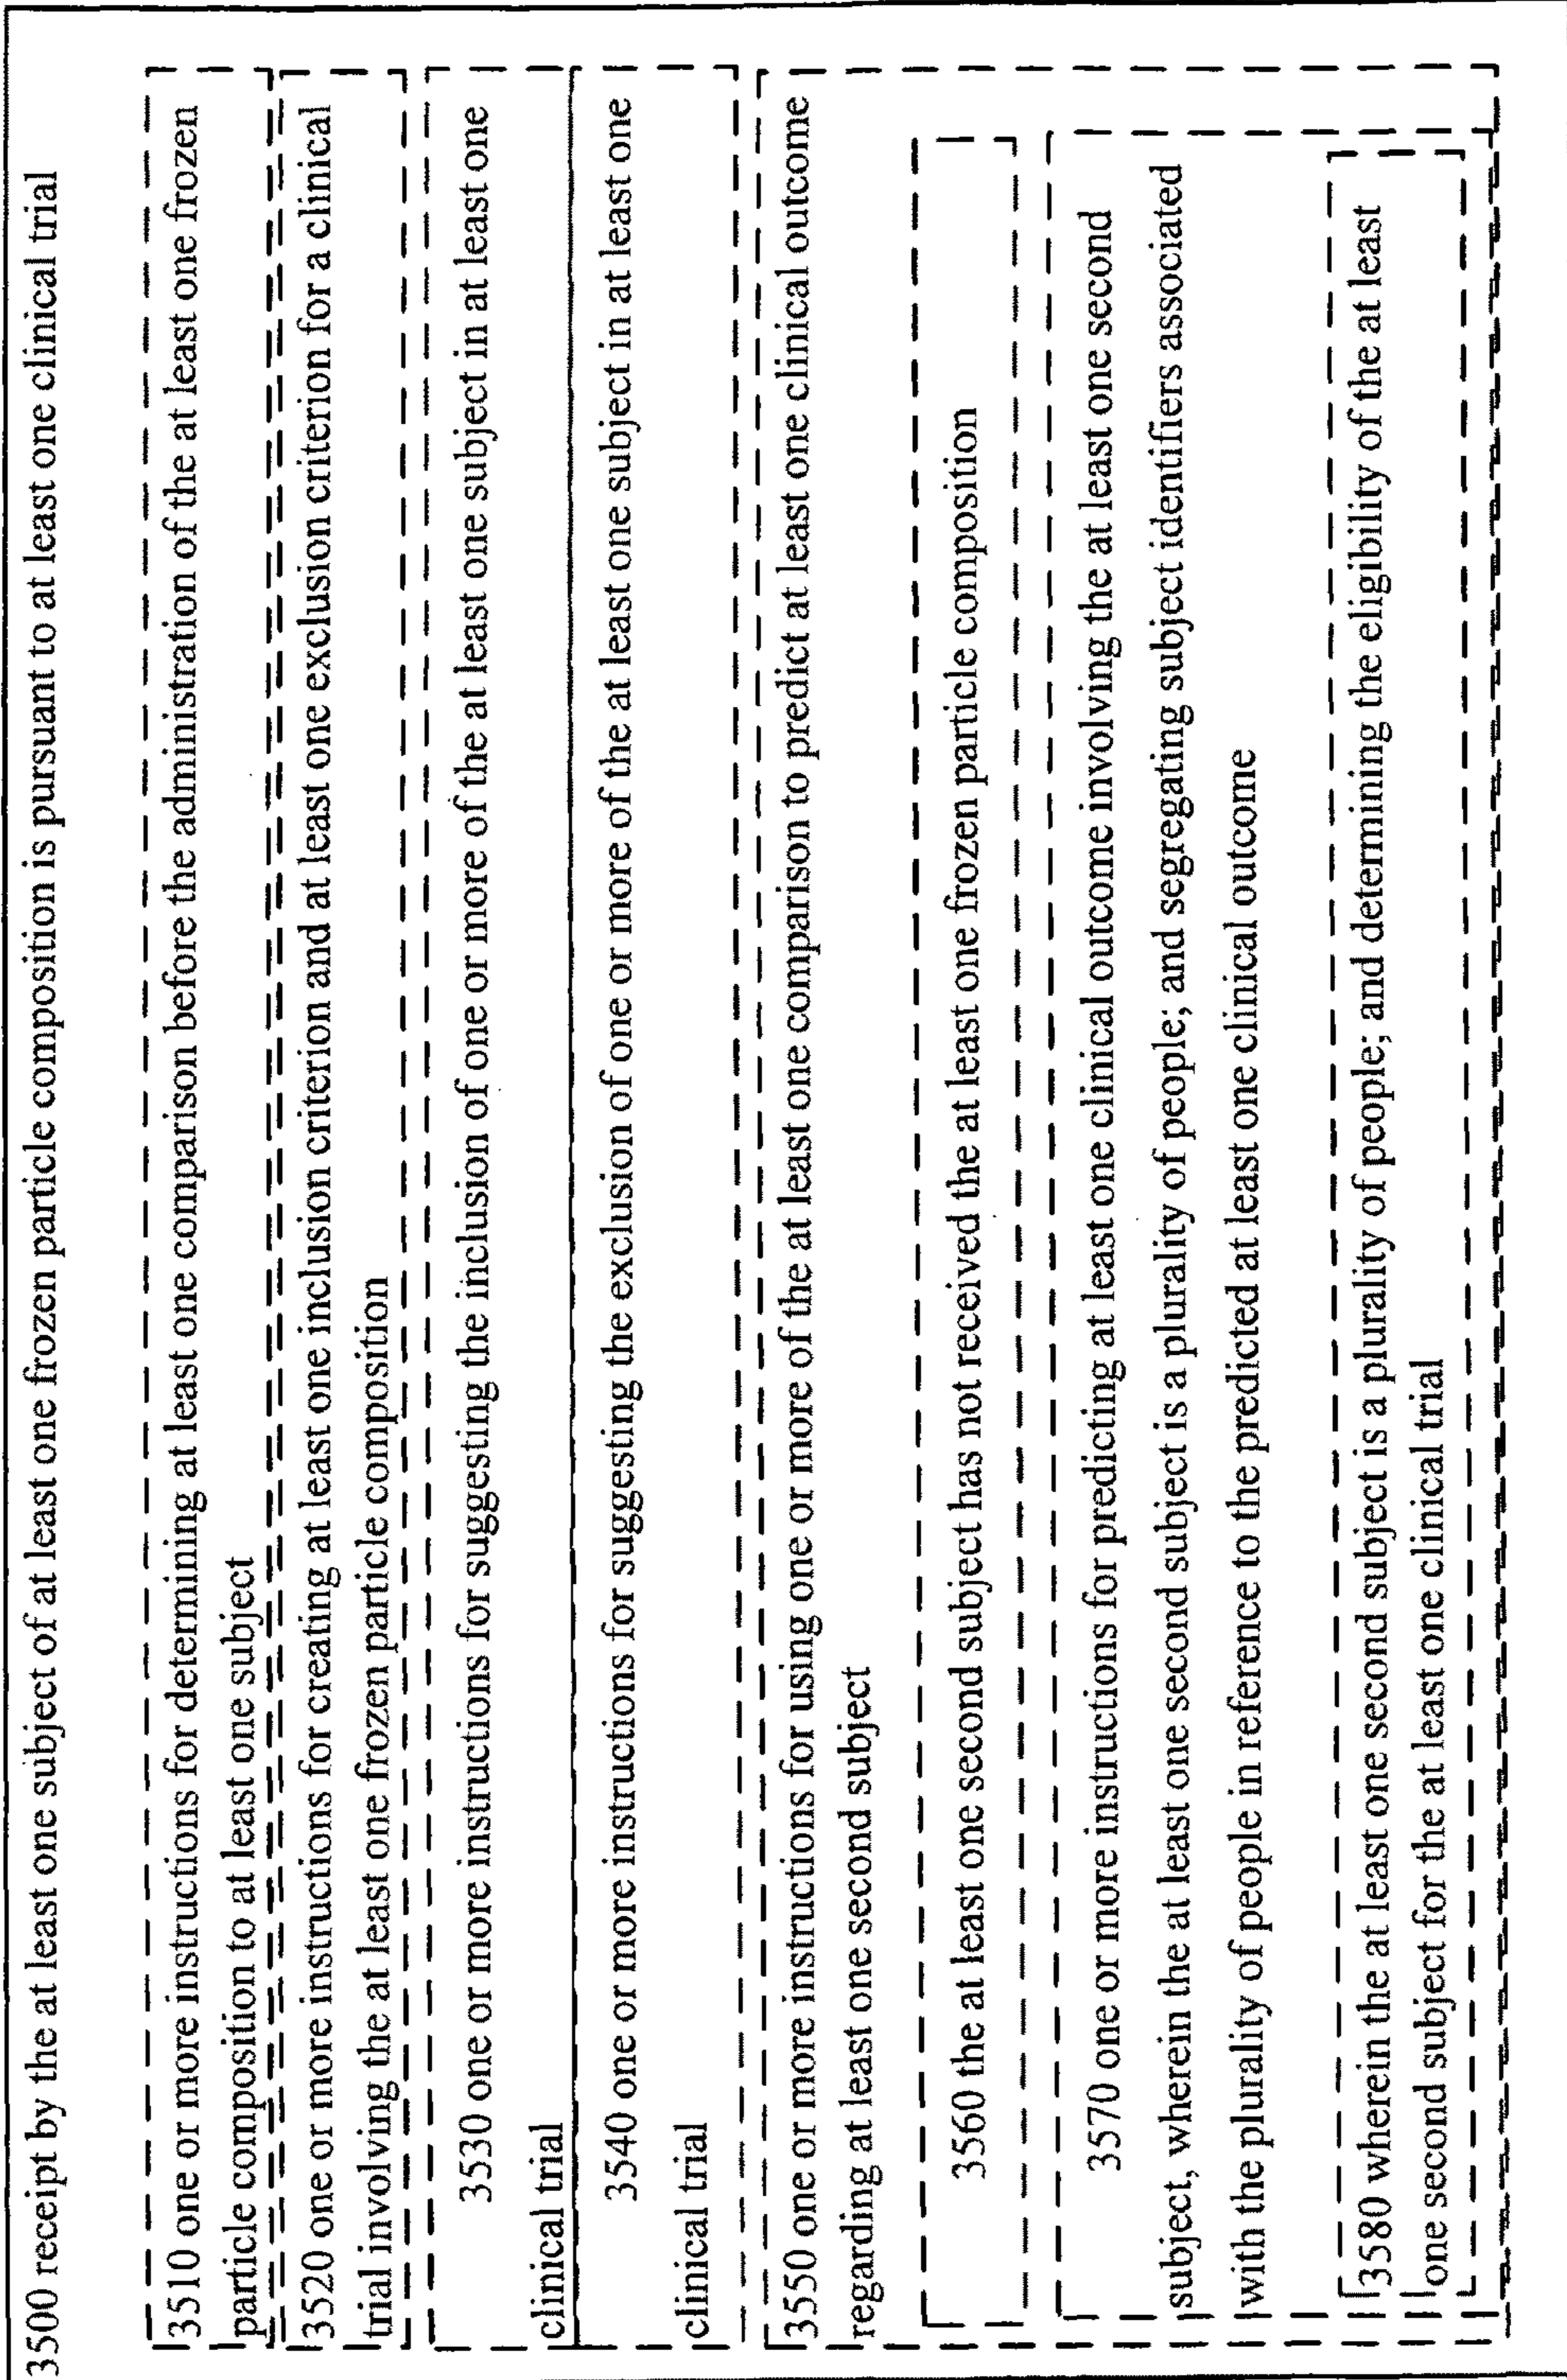 3500 receipt by the at least one subject of at least one frozen particle composition is pursuant to at least one clinical trial
3510 one or more instructions for determining at least one comparison before the administration of the at least one frozen
particle composition to at least one subject
3520 one or more instructions for creating at least one inclusion criterion and at least one exclusion criterion for a clinical
trial involving the at least one frozen particle composition
3530 one or more instructions for suggesting the inclusion of one or more of the at least one subject in at least one
clinical trial
3540 one or more instructions for suggesting the exclusion of one or more of the at least one subject in at least one
clinical trial
3550 one or more instructions for using one or more of the at least one comparison to predict at least one clinical outcome
regarding at least one second subject
3560 the at least one second subject has not received the at least one frozen particle composition
3570 one or more instructions for predicting at least one clinical outcome involving the at least one second
subject, wherein the at least one second subject is a plurality of people; and segregating subject identifiers associated
with the plurality of people in reference to the predicted at least one clinical outcome
3580 wherein the at least one second subject is a plurality of people; and determining the eligibility of the at least
one second subject for the at least one clinical trial